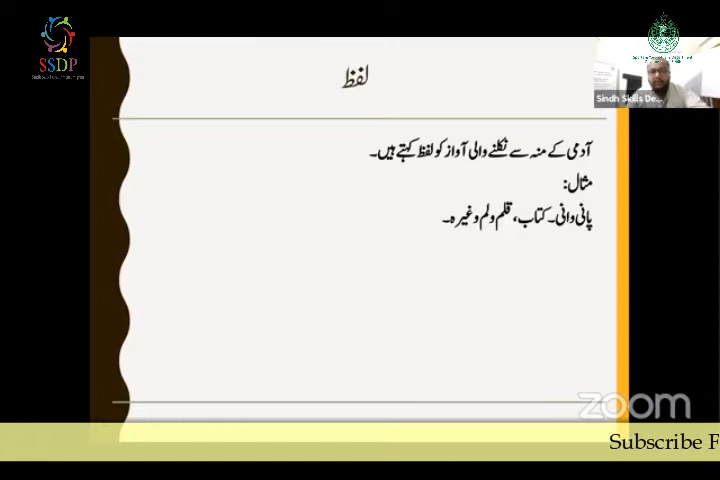 SSDP
لفظ
Sindh Skills De...
آدمی کے منہ سے نکلنے والی آواز کو لفظ کہتے ہیں۔
مثال:
پانی وانی۔ کتاب، قلم ولم وغیرہ۔
zoom
Subscribe F